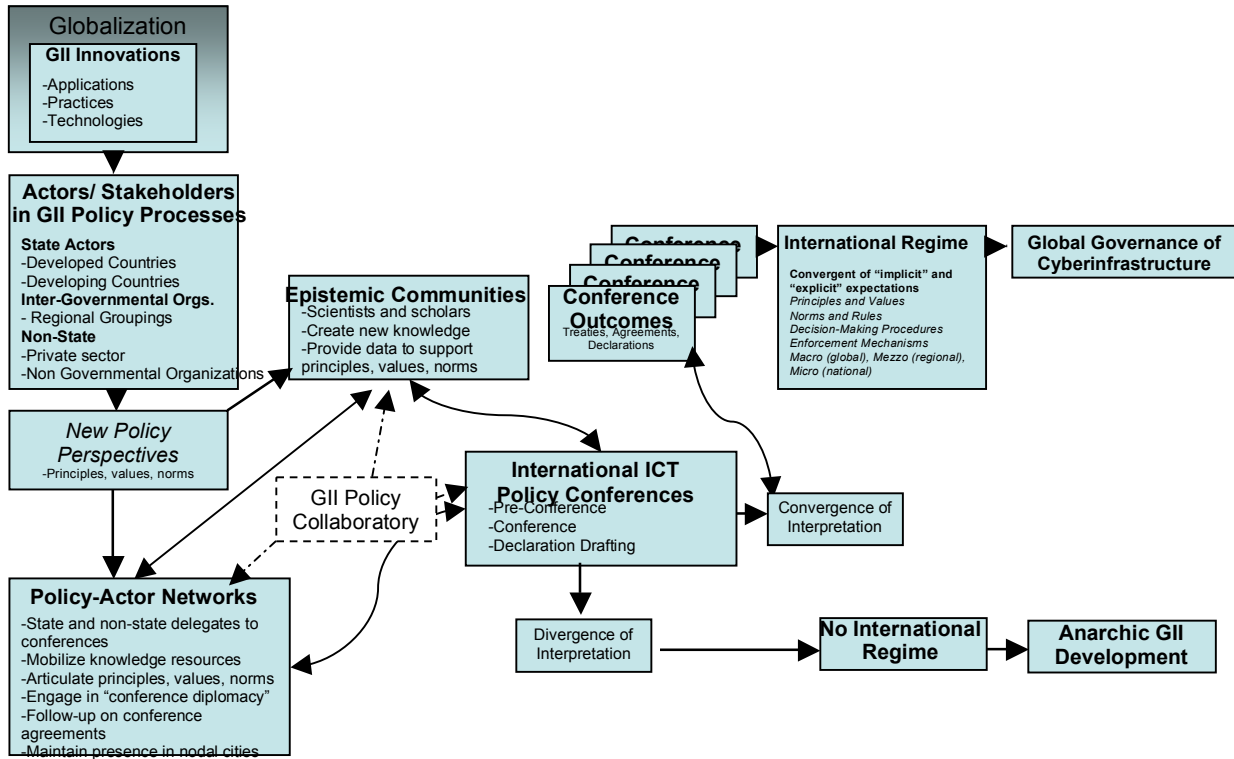 Globalization
GII Innovations
-Applications
-Practices
-Technologies
Actors/ Stakeholders
in GII Policy Processes
State Actors
-Developed Countries
-Developing Countries
Inter-Governmental Orgs.
- Regional Groupings
Non-State
-Private sector
-Non Governmental Organizations
New Policy
Perspectives
-Principles, values, norms
Epistemic Communities
-Scientists and scholars
-Create new knowledge
-Provide data to support
principles, values, norms
GII Policy
Collaboratory
Policy-Actor Networks
-State and non-state delegates to
conferences
-Mobilize knowledge resources
-Articulate principles, values, norms
-Engage in “conference diplomacy”
-Follow-up on conference
agreements
-Maintain presence in nodal cities
International ICT
Policy Conferences
-Pre-Conference
-Conference
-Declaration Drafting
Conference
Conference
Conference
Conference
Outcomes
Treaties, Agreements,
Declarations
Convergence of
Interpretation
Divergence of
Interpretation
International Regime
Convergent of “implicit” and
“explicit” expectations
Principles and Values
Norms and Rules
Decision-Making Procedures
Enforcement Mechanisms
Macro (global), Mezzo (regional),
Micro (national)
Global Governance of
Cyberinfrastructure
No International
Regime
Anarchic GII
Development